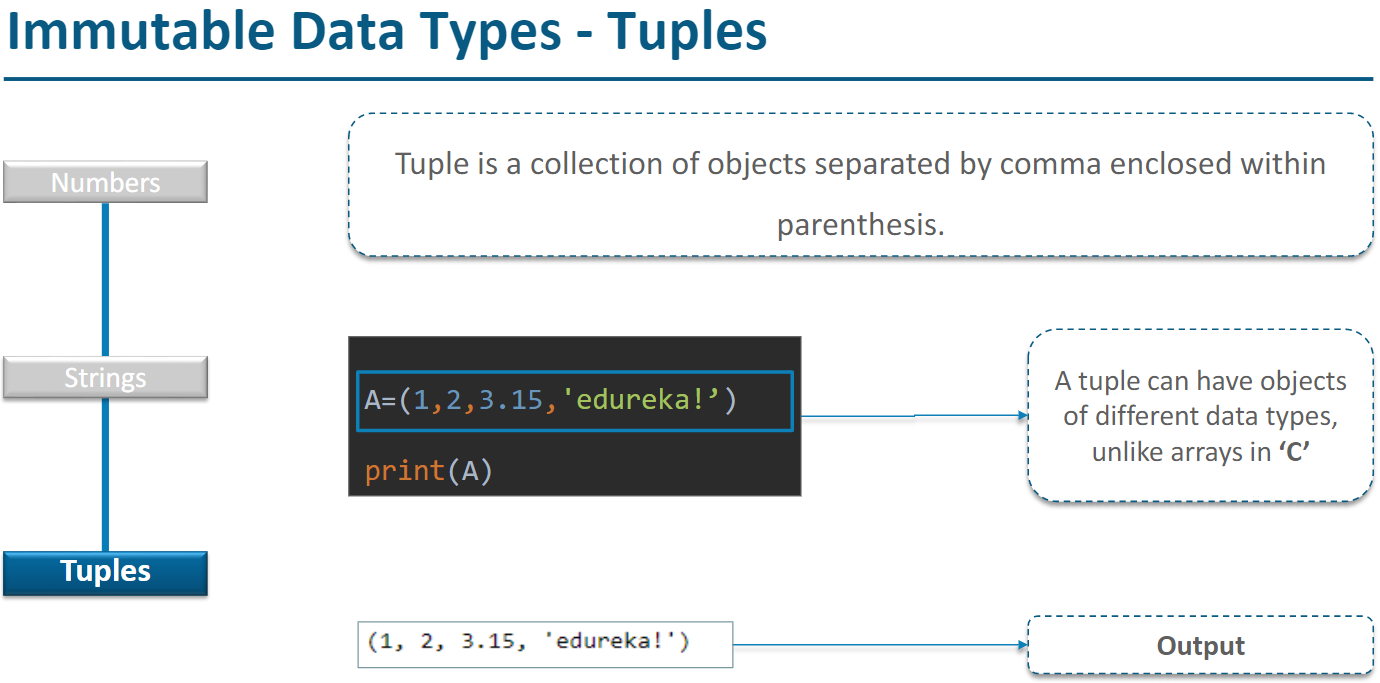 Immutable Data Types - Tuples
Tuple is a collection of objects separated by comma enclosed within
parenthesis.
Numbers
Strings
Tuples
A=(1,2,3.15,'edureka!’)
print(A)
A tuple can have objects
of different data types,
unlike arrays in ‘C’
(1, 2, 3.15, 'edureka!')
Output